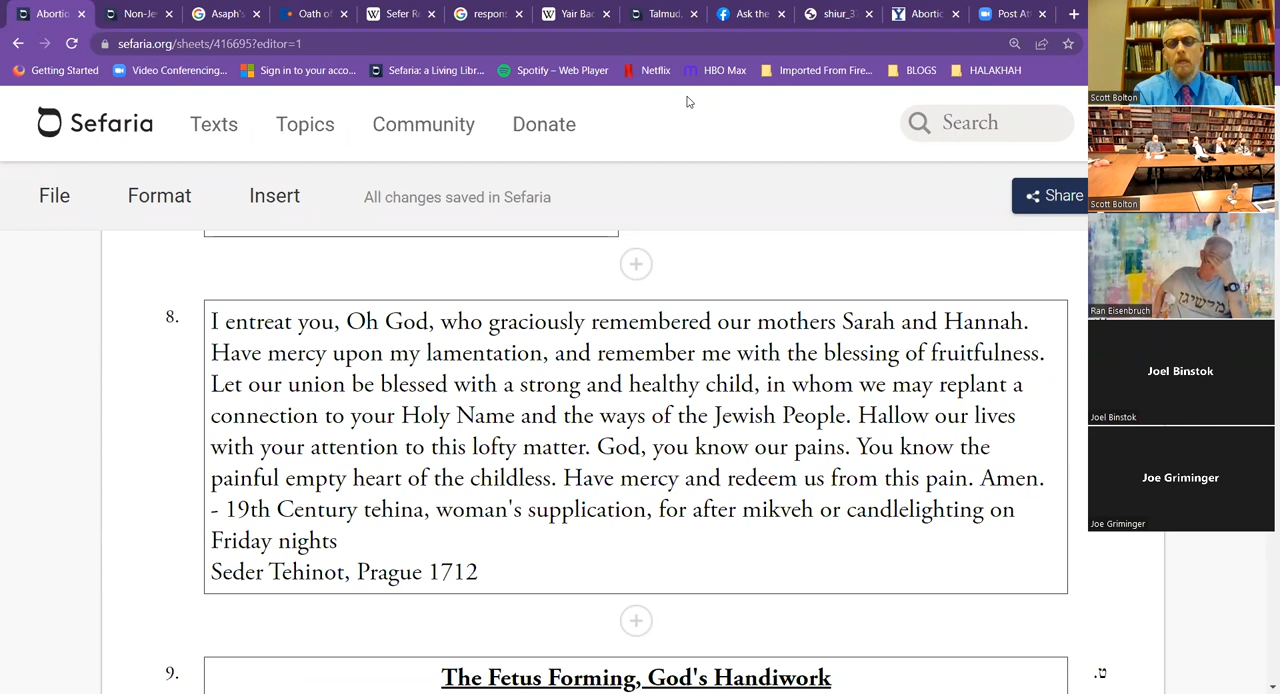 Abortio
Non-Je
Asaph's
Oath of
Sefer Re
respons
Yair Bac
Talmud,
Ask the
shiur_37
Abortic
Post Att
sefaria.org/sheets/416695?editor=1
Getting Started
Video Conferencing...
Sign in to your acco...
Sefaria: a Living Libr...
Spotify – Web Player
Netflix
HBO Max
Imported From Fire...
BLOGS
HALAKHAH
Sefaria
Texts
Topics
Community
Donate
Search
File
Format
Insert
All changes saved in Sefaria
Share
8.
I entreat you, Oh God, who graciously remembered our mothers Sarah and Hannah.
Have mercy upon my lamentation, and remember me with the blessing of fruitfulness.
Let our union be blessed with a strong and healthy child, in whom we may replant a
connection to your Holy Name and the ways of the Jewish People. Hallow our lives
with your attention to this lofty matter. God, you know our pains. You know the
painful empty heart of the childless. Have mercy and redeem us from this pain. Amen.
- 19th Century tehina, woman's supplication, for after mikveh or candlelighting on
Friday nights
Seder Tehinot, Prague 1712
9.
The Fetus Forming, God's Handiwork
ט.
Scott Bolton
Scott Bolton
מישיגן
Ran Eisenbruch
Joel Binstok
Joel Binstok
Joe Griminger
Joe Griminger